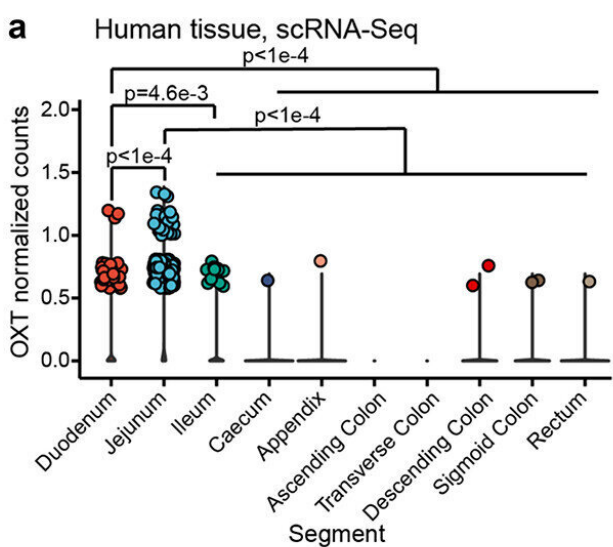 a Human tissue, scRNA-Seq
p<1e-4
p=4.6e-3
p<1e-4
p<1e-4
OXT normalized counts
2.0
1.5
1.0
0.5
0.0
Duodenum
Jejunum
Ileum
Caecum
Appendix
Ascending Colon
Transverse Colon
Descending Colon
Sigmoid Colon
Rectum
Segment